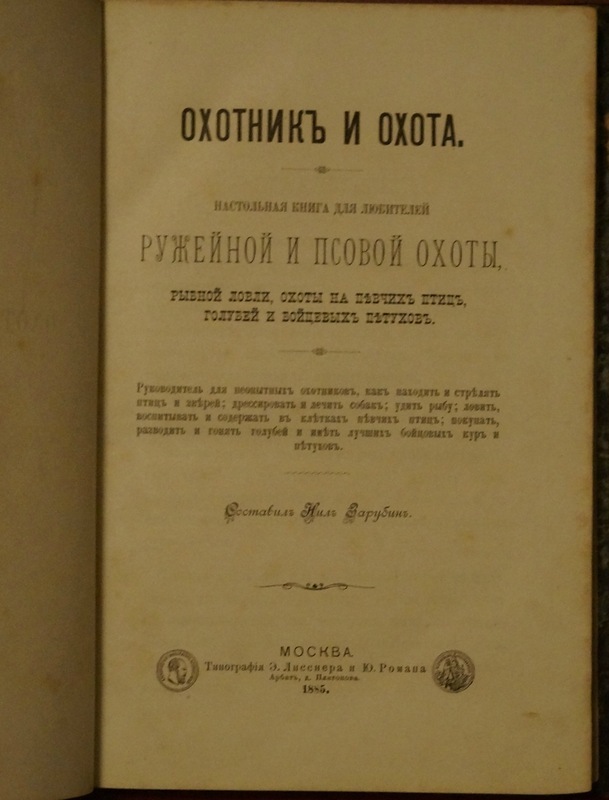 ОХОТНИКЪ И ОХОТА.
НАСТОЛЬНАЯ КНИГА ДЛЯ ЛЮБИТЕЛЕЙ
РУЖЕЙНОЙ И ПСОВОЙ ОХОТЫ,
РЫБНОЙ ЛОВЛИ, ОХОТЫ НА ПѢВЧИХЪ ПТИЦЪ,
ГОЛУБЕЙ И БОЙЦЕВЫХЪ ПѢТУХОВЪ.
Руководитель для неопытныхъ охотниковъ, какъ находить и стрѣлять
птицъ и звѣрей; дрессировать и лечить собакъ; удить рыбу; ловить,
воспитывать и содержать въ клѣткахъ пѣвчихъ птицъ; покупать,
разводить и гонять голубей и имѣть лучшихъ бойцовыхъ куръ и
пѣтуховъ.
Составилъ Нилъ Зарубинъ.
МОСКВА.
Типографія Э. Лисснера и Ю. Романа
Арбатъ, д. Платонова.
1885.